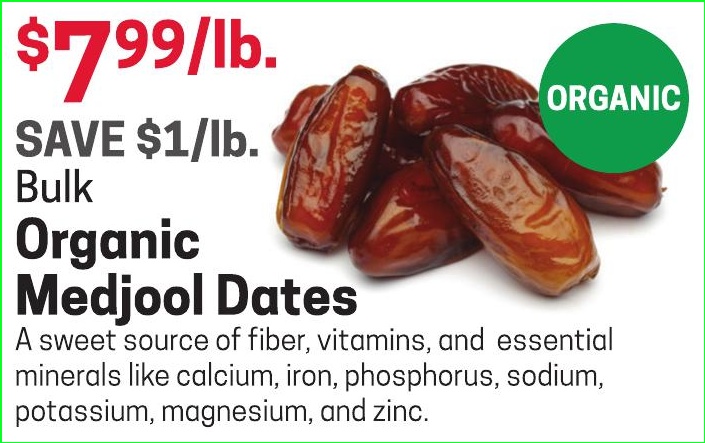 $7.99/lb.
SAVE $1/lb.
Bulk
Organic
Medjool Dates
A sweet source of fiber, vitamins, and essential
minerals like calcium, iron, phosphorus, sodium,
potassium, magnesium, and zinc.
ORGANIC